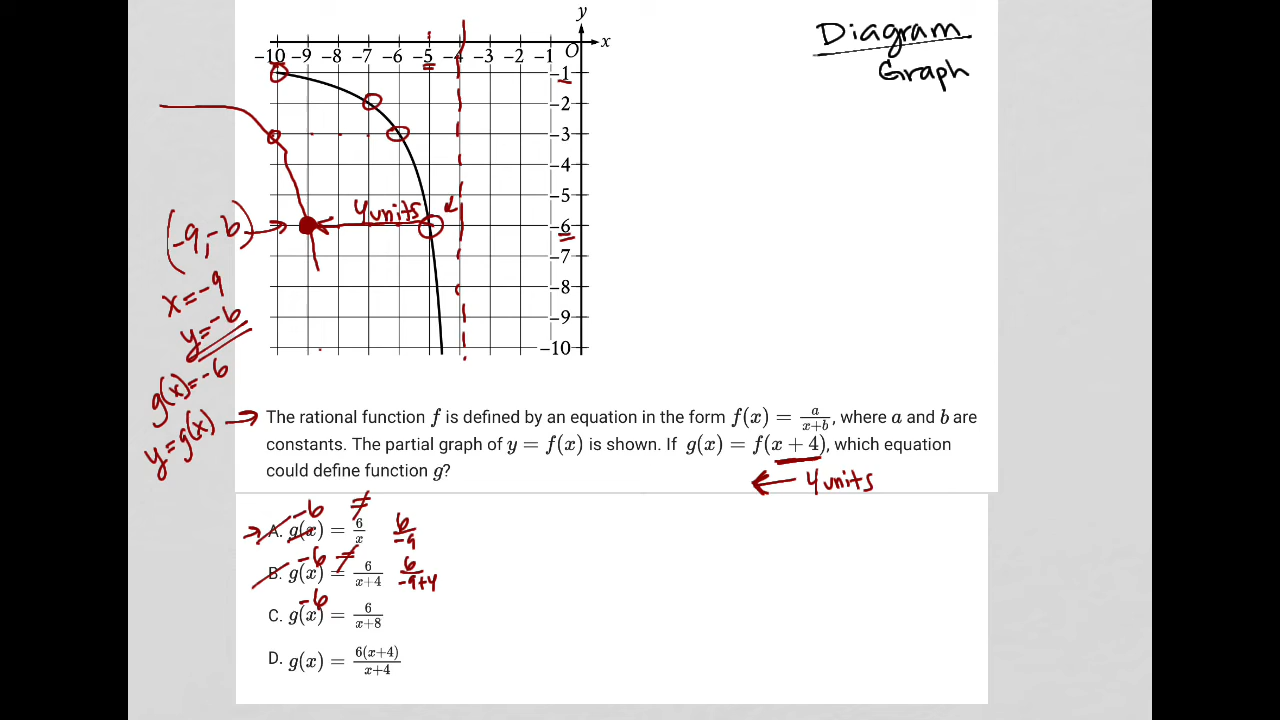 Diagram
Graph
y
x
O
−10 −9 −8 −7 −6 −5 −4 −3 −2
−1
−2
−3
−4
−5
−6
−7
−8
−9
−10
4 units
(-9,-6)
x=-9
y=-6
g(x)=-6
y=g(x)
The rational function f is defined by an equation in the form f(x) = a/(x+b), where a and b are
constants. The partial graph of y = f(x) is shown. If g(x) = f(x + 4), which equation
could define function g?
← 4 units
A. g(x) = 6/x -6 ≠ 6/-9
B. g(x) = 6/(x+4) -6 ≠ 6/(-9+4)
C. g(x) = 6/(x+8) -6
D. g(x) = 6(x+4)/(x+4)